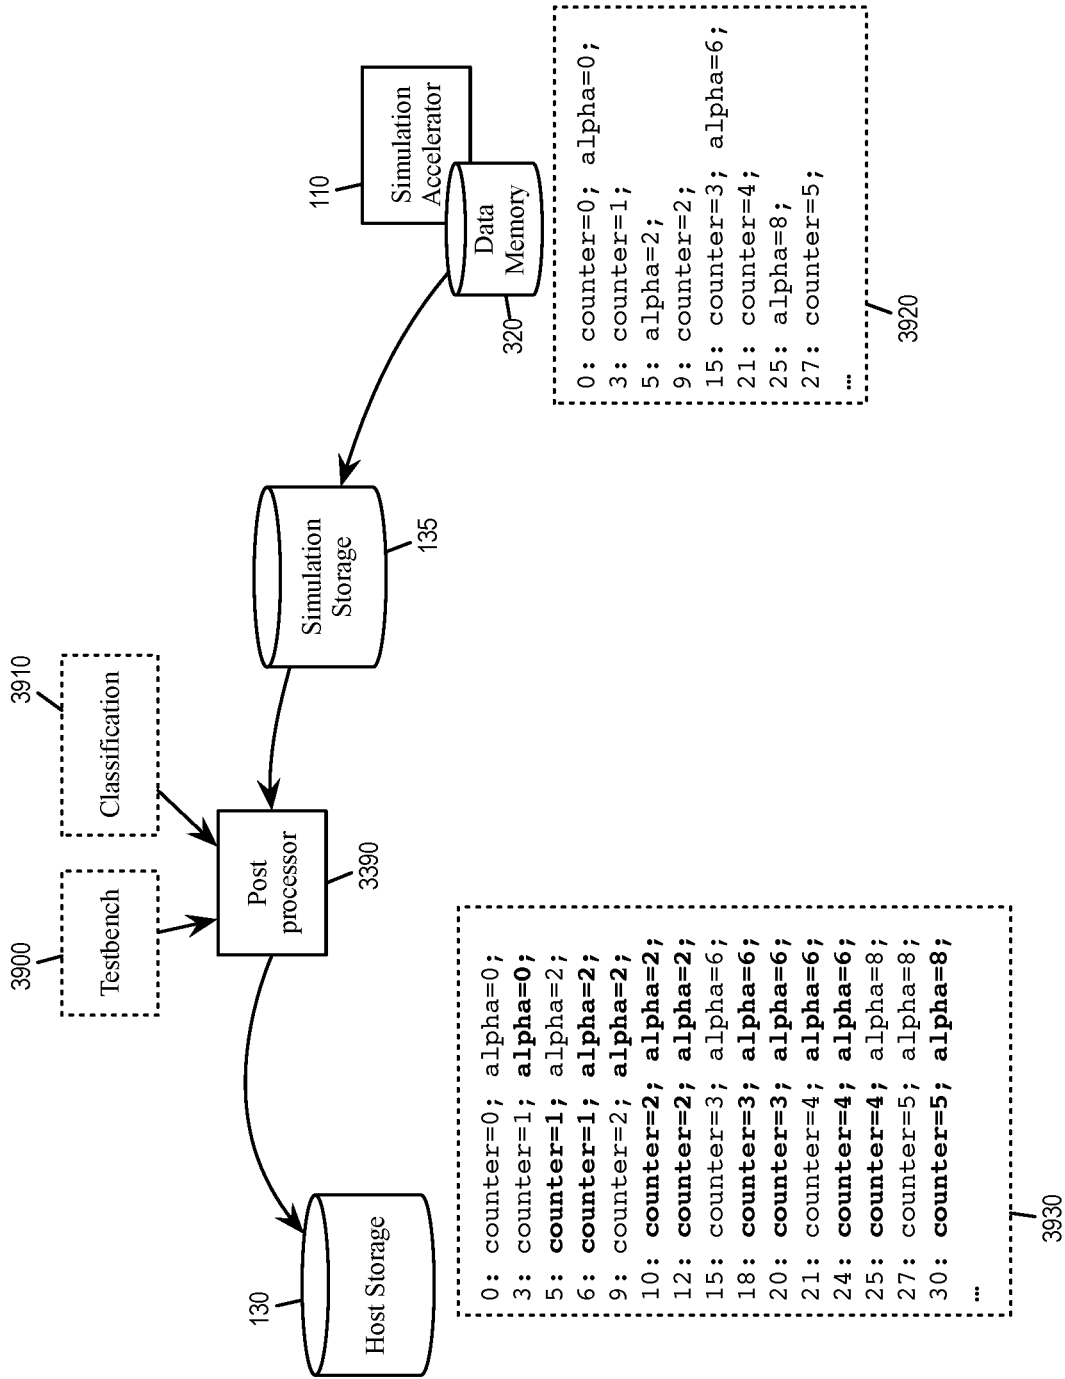 3900
Testbench
3910
Classification
Host Storage
130
Post
processor
3390
Simulation
Storage
135
Simulation
Accelerator
110
Data
Memory
320
0: counter=0; alpha=0;
3: counter=1; alpha=0;
5: counter=1; alpha=2;
6: counter=1; alpha=2;
9: counter=2; alpha=2;
10: counter=2; alpha=2;
12: counter=2; alpha=2;
15: counter=3; alpha=6;
18: counter=3; alpha=6;
20: counter=3; alpha=6;
21: counter=4; alpha=6;
24: counter=4; alpha=6;
25: counter=4; alpha=8;
27: counter=5; alpha=8;
30: counter=5; alpha=8;
…
3930
0: counter=0; alpha=0;
3: counter=1;
5: alpha=2;
9: counter=2;
15: counter=3; alpha=6;
21: counter=4;
25: alpha=8;
27: counter=5;
…
3920